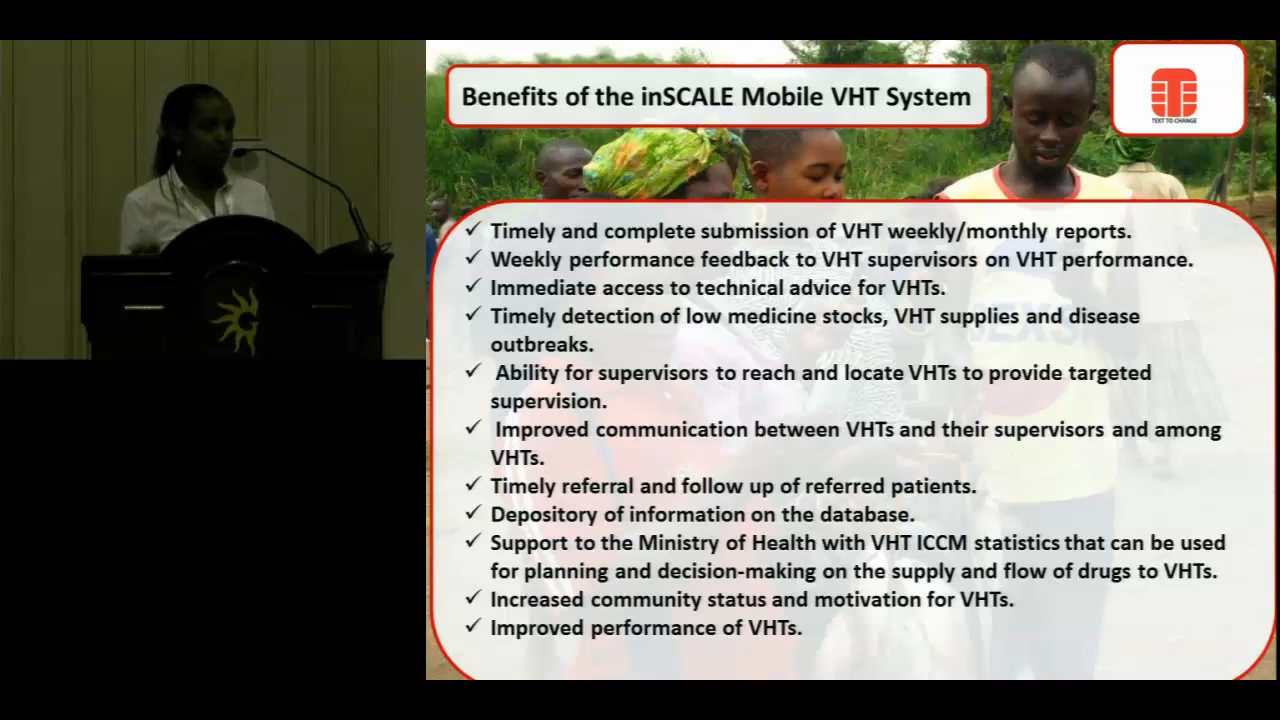 Benefits of the inSCALE Mobile VHT System
TEXT TO CHANGE
✓ Timely and complete submission of VHT weekly/monthly reports.
✓ Weekly performance feedback to VHT supervisors on VHT performance.
✓ Immediate access to technical advice for VHTs.
✓ Timely detection of low medicine stocks, VHT supplies and disease
outbreaks.
✓ Ability for supervisors to reach and locate VHTs to provide targeted
supervision.
✓ Improved communication between VHTs and their supervisors and among
VHTs.
✓ Timely referral and follow up of referred patients.
✓ Depository of information on the database.
✓ Support to the Ministry of Health with VHT ICCM statistics that can be used
for planning and decision-making on the supply and flow of drugs to VHTs.
✓ Increased community status and motivation for VHTs.
✓ Improved performance of VHTs.